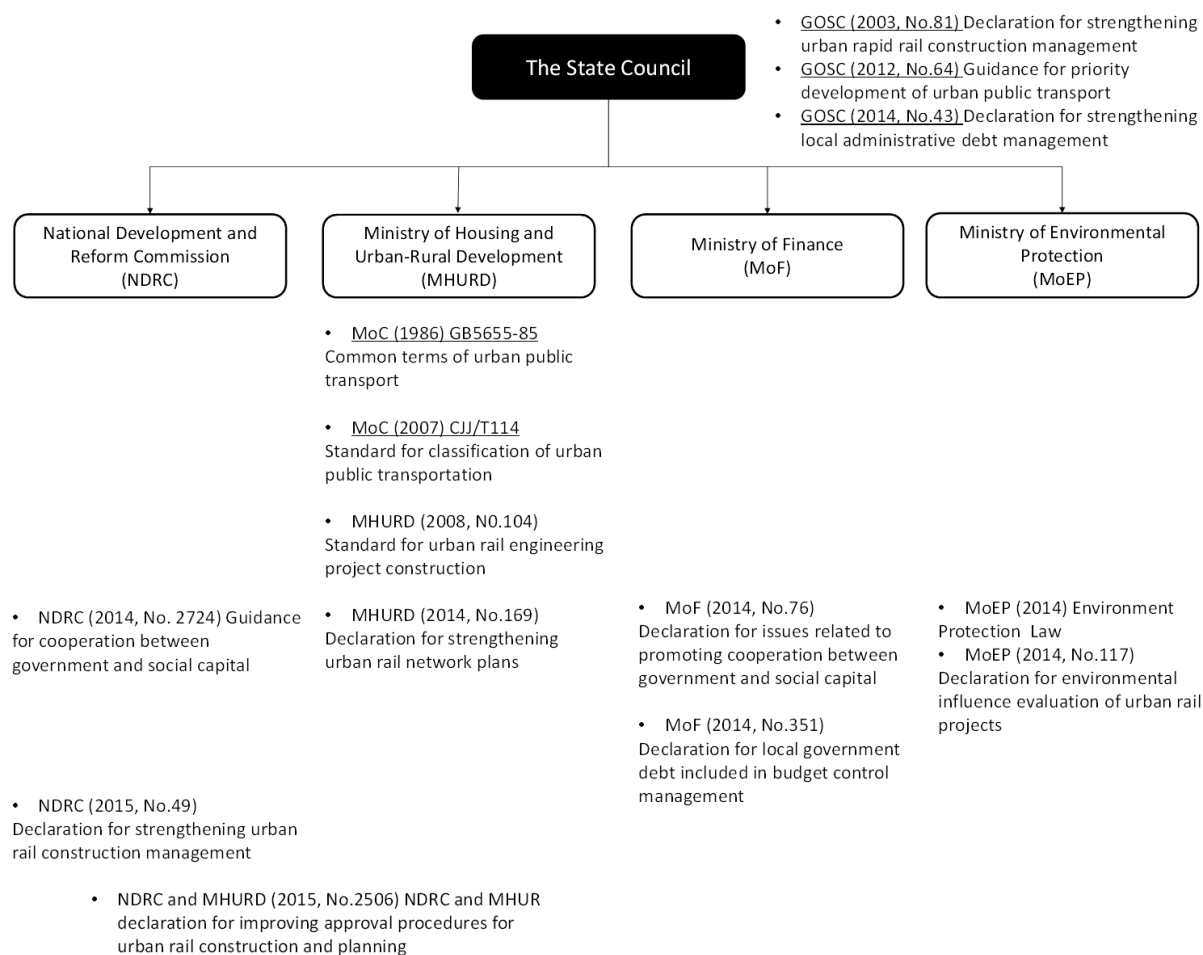 The State Council
• GOSC (2003, No.81) Declaration for strengthening
urban rapid rail construction management
• GOSC (2012, No.64) Guidance for priority
development of urban public transport
• GOSC (2014, No.43) Declaration for strengthening
local administrative debt management
National Development and
Reform Commission
(NDRC)
Ministry of Housing and
Urban-Rural Development
(MHURD)
Ministry of Finance
(MoF)
Ministry of Environmental
Protection
(MoEP)
• MoC (1986) GB5655-85
Common terms of urban public
transport
• MoC (2007) CJJ/T114
Standard for classification of urban
public transportation
• MHURD (2008, N0.104)
Standard for urban rail engineering
project construction
• NDRC (2014, No. 2724) Guidance
for cooperation between
government and social capital
• MHURD (2014, No.169)
Declaration for strengthening
urban rail network plans
• MoF (2014, No.76)
Declaration for issues related to
promoting cooperation between
government and social capital
• MoF (2014, No.351)
Declaration for local government
debt included in budget control
management
• MoEP (2014) Environment
Protection Law
• MoEP (2014, No.117)
Declaration for environmental
influence evaluation of urban rail
projects
• NDRC (2015, No.49)
Declaration for strengthening urban
rail construction management
• NDRC and MHURD (2015, No.2506) NDRC and MHUR
declaration for improving approval procedures for
urban rail construction and planning